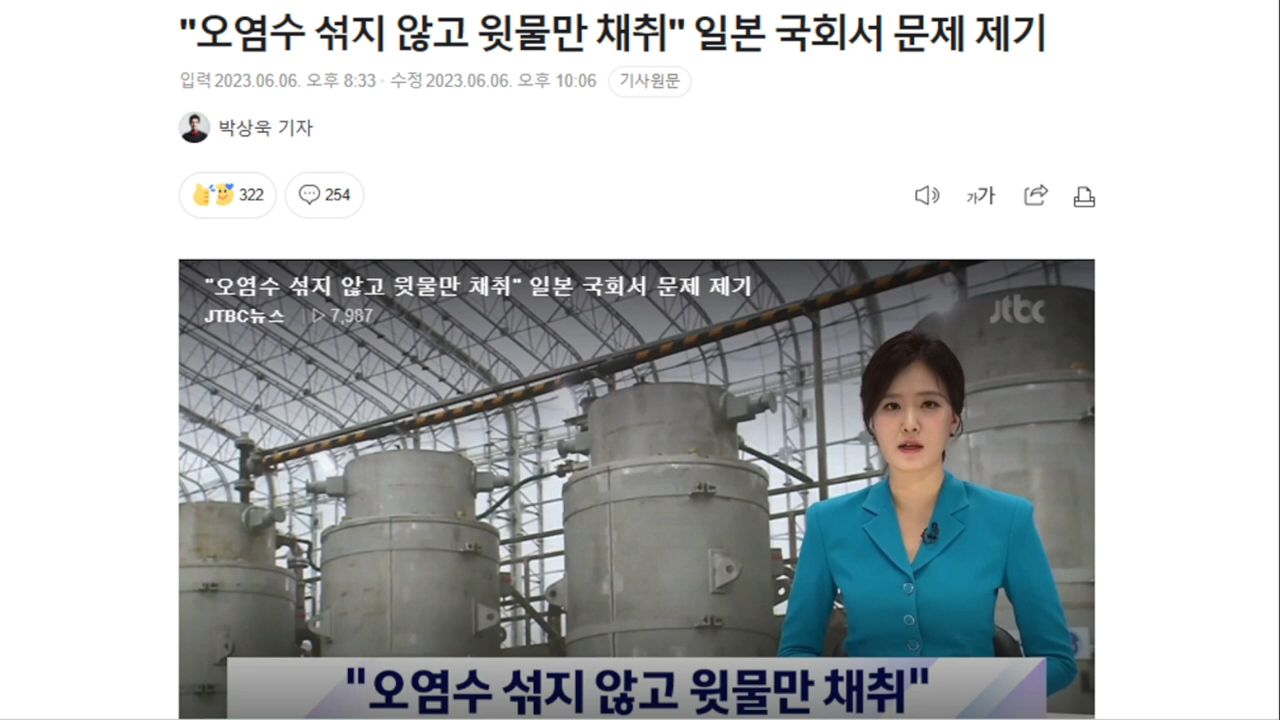 "오염수 섞지 않고 윗물만 채취" 일본 국회서 문제 제기
입력 2023.06.06. 오후 8:33 · 수정 2023.06.06. 오후 10:06 기사원문
박상욱 기자
322 254
가가
"오염수 섞지 않고 윗물만 채취" 일본 국회서 문제 제기
JTBC뉴스 ▷ 7,987
jtbc
"오염수 섞지 않고 윗물만 채취"